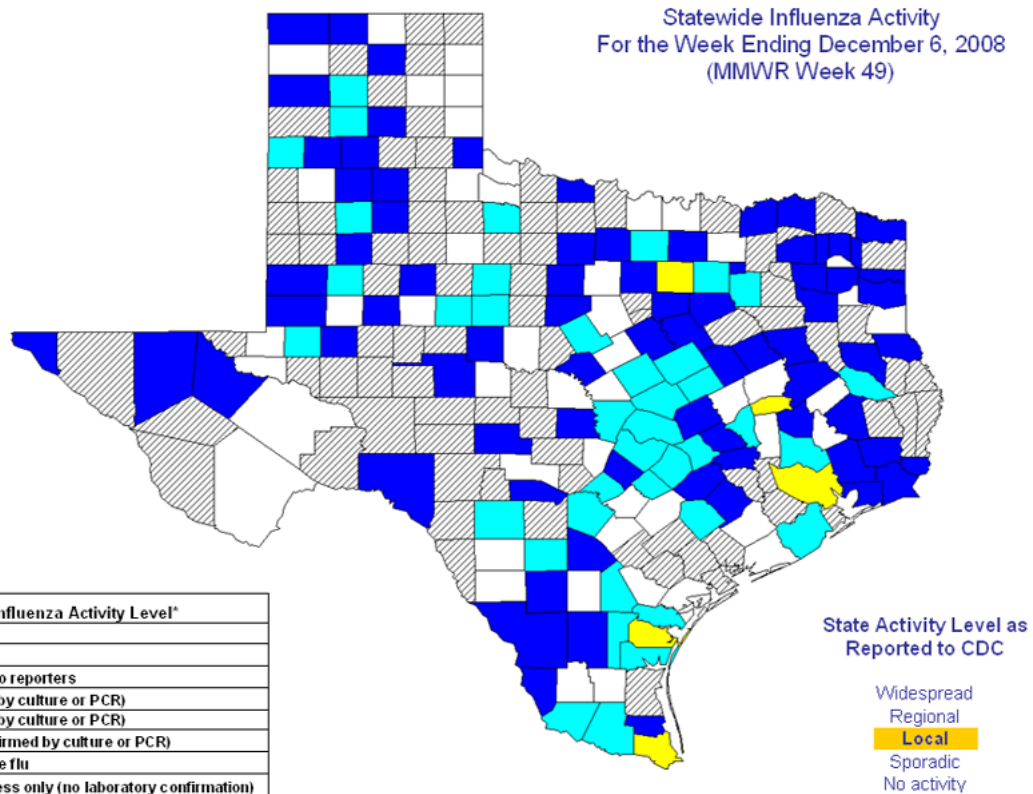 Statewide Influenza Activity
For the Week Ending December 6, 2008
(MMWR Week 49)
nfluenza Activity Level*
o reporters
by culture or PCR)
by culture or PCR)
irmed by culture or PCR)
e flu
ess only (no laboratory confirmation)
State Activity Level as
Reported to CDC
Widespread
Regional
Local
Sporadic
No activity